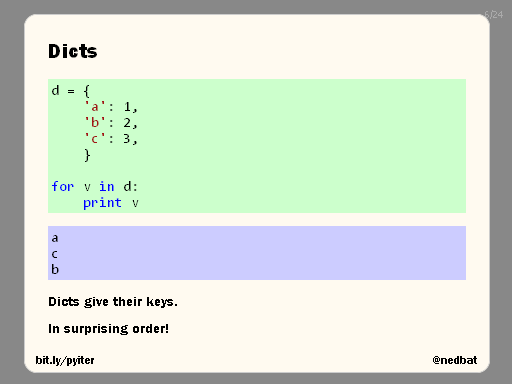 6/24
Dicts
d = {
    'a': 1,
    'b': 2,
    'c': 3,
    }
for v in d:
    print v
a
c
b
Dicts give their keys.
In surprising order!
bit.ly/pyiter
@nedbat